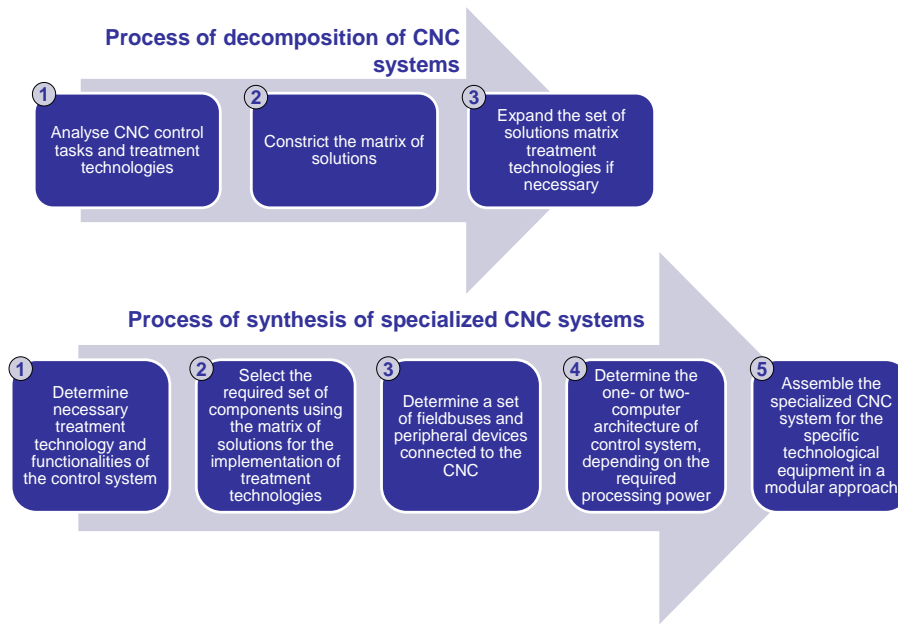 Process of decomposition of CNC
systems
1
Analyse CNC control
tasks and treatment
technologies
2
Constrict the matrix of
solutions
3
Expand the set of
solutions matrix
treatment
technologies if
necessary
Process of synthesis of specialized CNC systems
1
Determine
necessary
treatment
technology and
functionalities of
the control system
2
Select the
required set of
components using
the matrix of
solutions for the
implementation of
treatment
technologies
3
Determine a set
of fieldbuses and
peripheral devices
connected to the
CNC
4
Determine the
one- or two-
computer
architecture of
control system,
depending on the
required
processing power
5
Assemble the
specialized CNC
system for the
specific
technological
equipment in a
modular approach